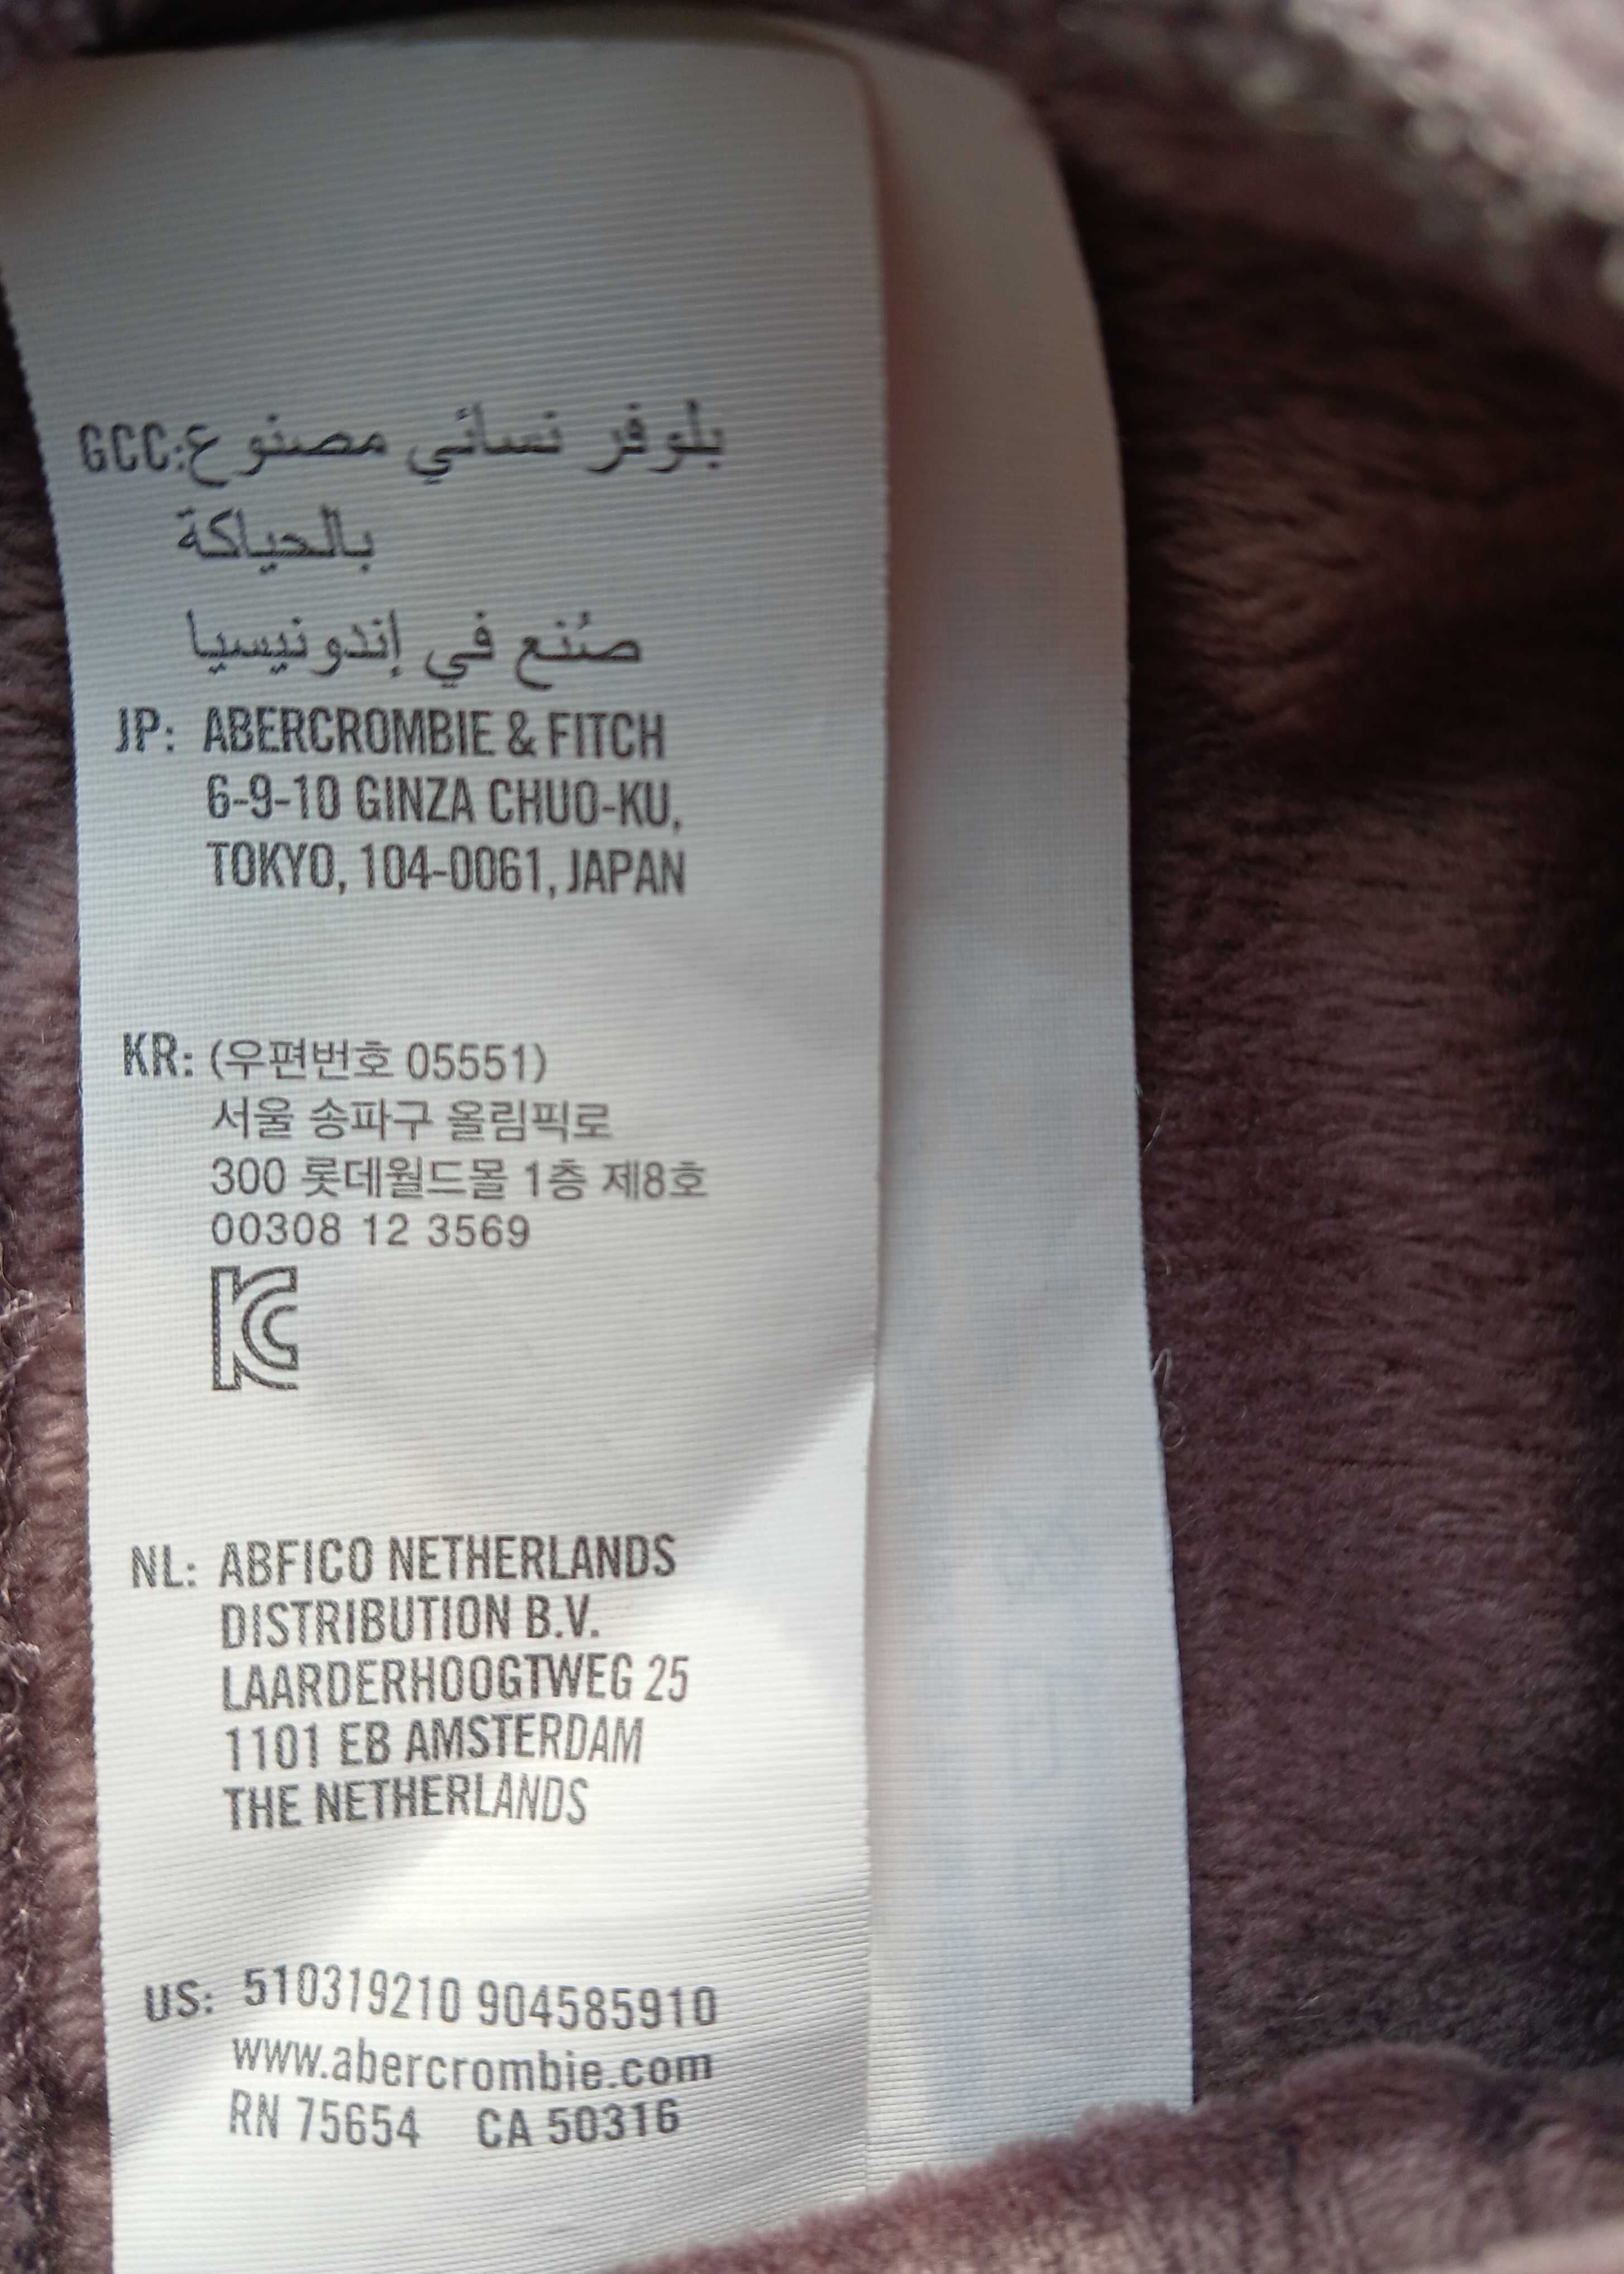 GCC: بلوفر نسائي مصنوع
بالحياكة
صُنع في إندونيسيا
JP: ABERCROMBIE & FITCH
6-9-10 GINZA CHUO-KU,
TOKYO, 104-0061, JAPAN
KR: (우편번호 05551)
서울 송파구 올림픽로
300 롯데월드몰 1층 제8호
00308 12 3569
KC
NL: ABFICO NETHERLANDS
DISTRIBUTION B.V.
LAARDERHOOGTWEG 25
1101 EB AMSTERDAM
THE NETHERLANDS
US: 510319210 904585910
www.abercrombie.com
RN 75654 CA 50316